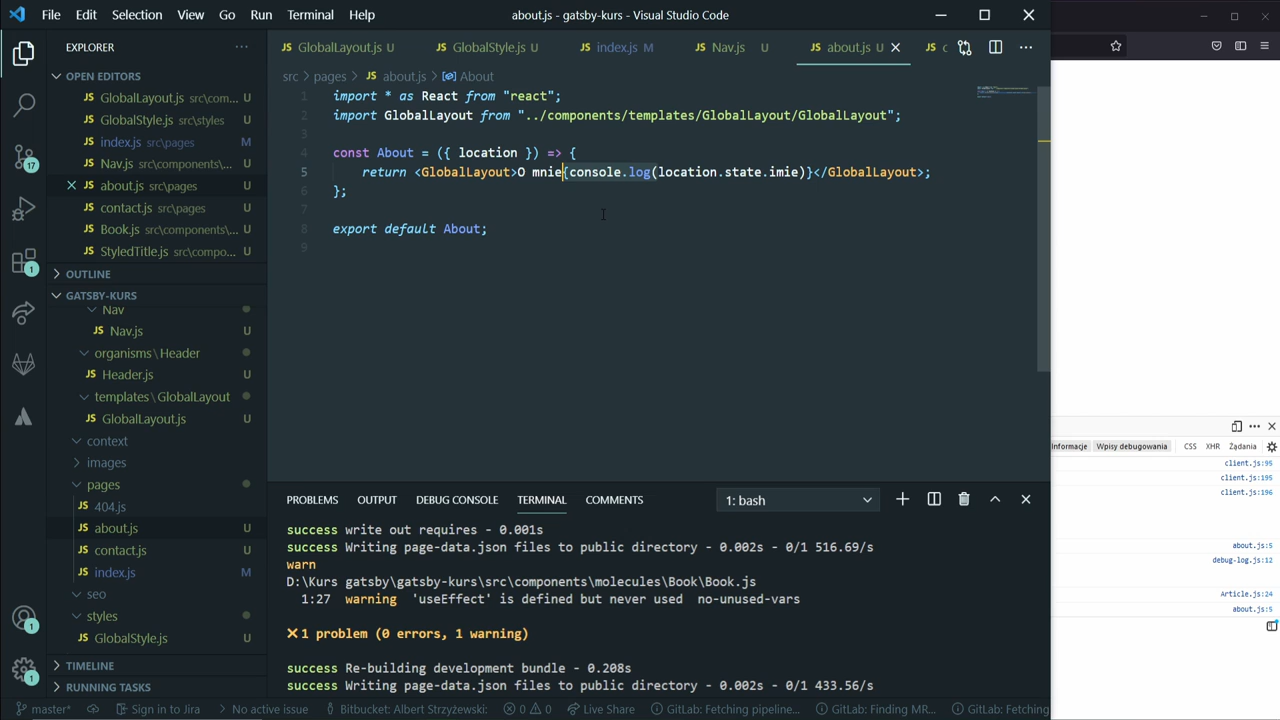 File Edit Selection View Go Run Terminal Help
about.js - gatsby-kurs - Visual Studio Code
EXPLORER
OPEN EDITORS
GlobalLayout.js src\com... U
GlobalStyle.js src\styles U
index.js src\pages M
Nav.js src\components\... U
about.js src\pages U
contact.js src\pages U
Book.js src\components\... U
StyledTitle.js src\compo... U
OUTLINE
GATSBY-KURS
Nav
Nav.js U
organisms\Header
Header.js U
templates\GlobalLayout
GlobalLayout.js U
context
images
pages
404.js
about.js U
contact.js U
index.js M
seo
styles
GlobalStyle.js U
TIMELINE
RUNNING TASKS
17
1
1
1
GlobalLayout.js U GlobalStyle.js U index.js M Nav.js U about.js U c
src > pages > about.js > About
1 import * as React from "react";
2 import GlobalLayout from "../components/templates/GlobalLayout/GlobalLayout";
3
4 const About = ({ location }) => {
5 return <GlobalLayout>O mnie{console.log(location.state.imie)}</GlobalLayout>;
6 };
7
8 export default About;
9
PROBLEMS OUTPUT DEBUG CONSOLE TERMINAL COMMENTS 1: bash
success write out requires - 0.001s
success Writing page-data.json files to public directory - 0.002s - 0/1 516.69/s
warn
D:\Kurs gatsby\gatsby-kurs\src\components\molecules\Book\Book.js
1:27 warning 'useEffect' is defined but never used no-unused-vars
1 problem (0 errors, 1 warning)
success Re-building development bundle - 0.208s
success Writing page-data.json files to public directory - 0.002s - 0/1 433.56/s
master* Sign in to Jira No active issue Bitbucket: Albert Strzyżewski: 0 0 Live Share GitLab: Fetching pipeline... GitLab: Finding MR... GitLab: Fetching
Informacje Wpisy debugowania CSS XHR Żądania
client.js:95
client.js:195
client.js:196
about.js:5
debug-log.js:12
Article.js:24
about.js:5